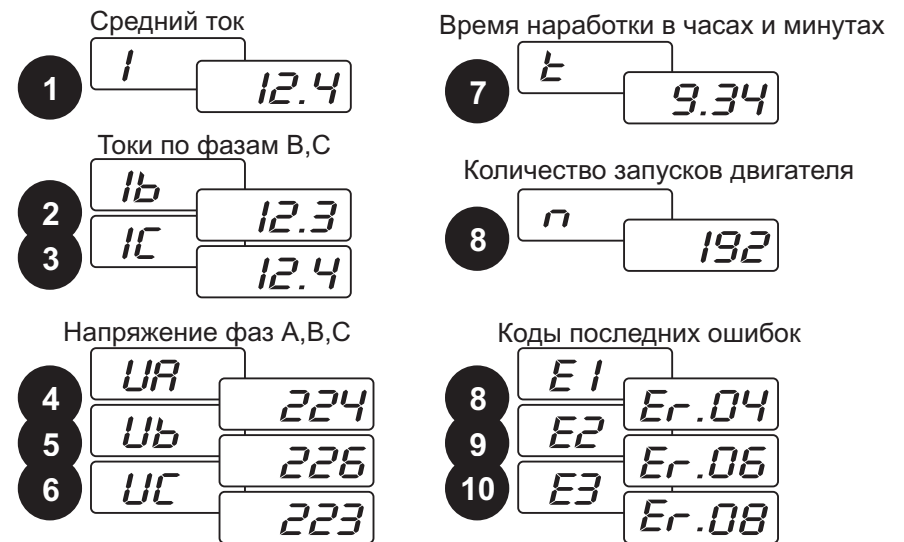 Средний ток
1
I
12.4
Токи по фазам B,C
2
Ib
12.3
3
IC
12.4
Напряжение фаз A,B,C
4
UA
224
5
Ub
226
6
UC
223
Время наработки в часах и минутах
7
t
9.34
Количество запусков двигателя
8
n
192
Коды последних ошибок
8
E1
Er.04
9
E2
Er.06
10
E3
Er.08